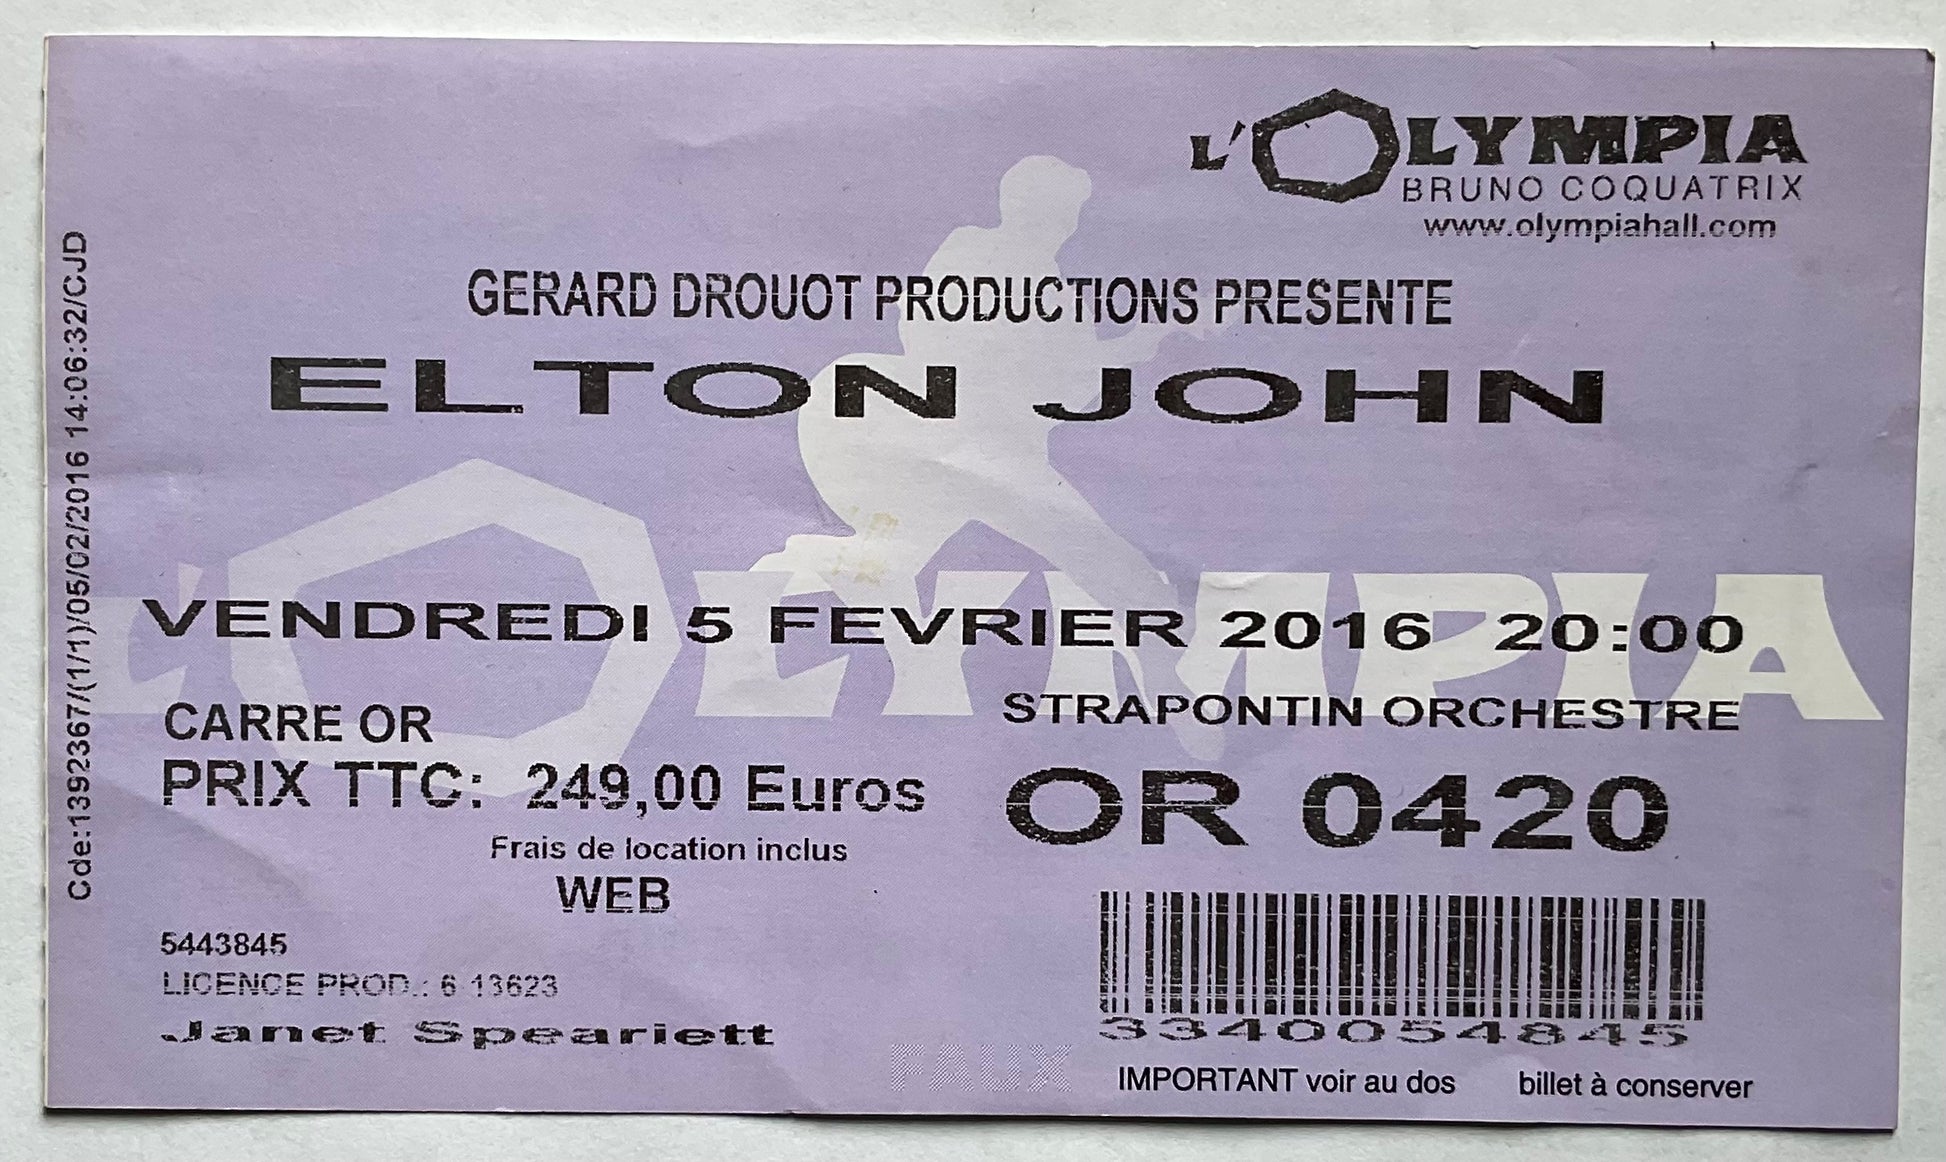 L'OLYMPIA
BRUNO COQUATRIX
www.olympiahall.com
GERARD DROUOT PRODUCTIONS PRESENTE
ELTON JOHN
L'OLYMPIA
VENDREDI 5 FEVRIER 2016 20:00
CARRE OR
STRAPONTIN ORCHESTRE
PRIX TTC: 249,00 Euros
OR 0420
Frais de location inclus
WEB
5443845
LICENCE PROD.: 6 13623
Janet Speariett
3340054845
FAUX
IMPORTANT voir au dos billet à conserver
Cde:1392367/(1/1)/05/02/2016 14:06:32/CJD